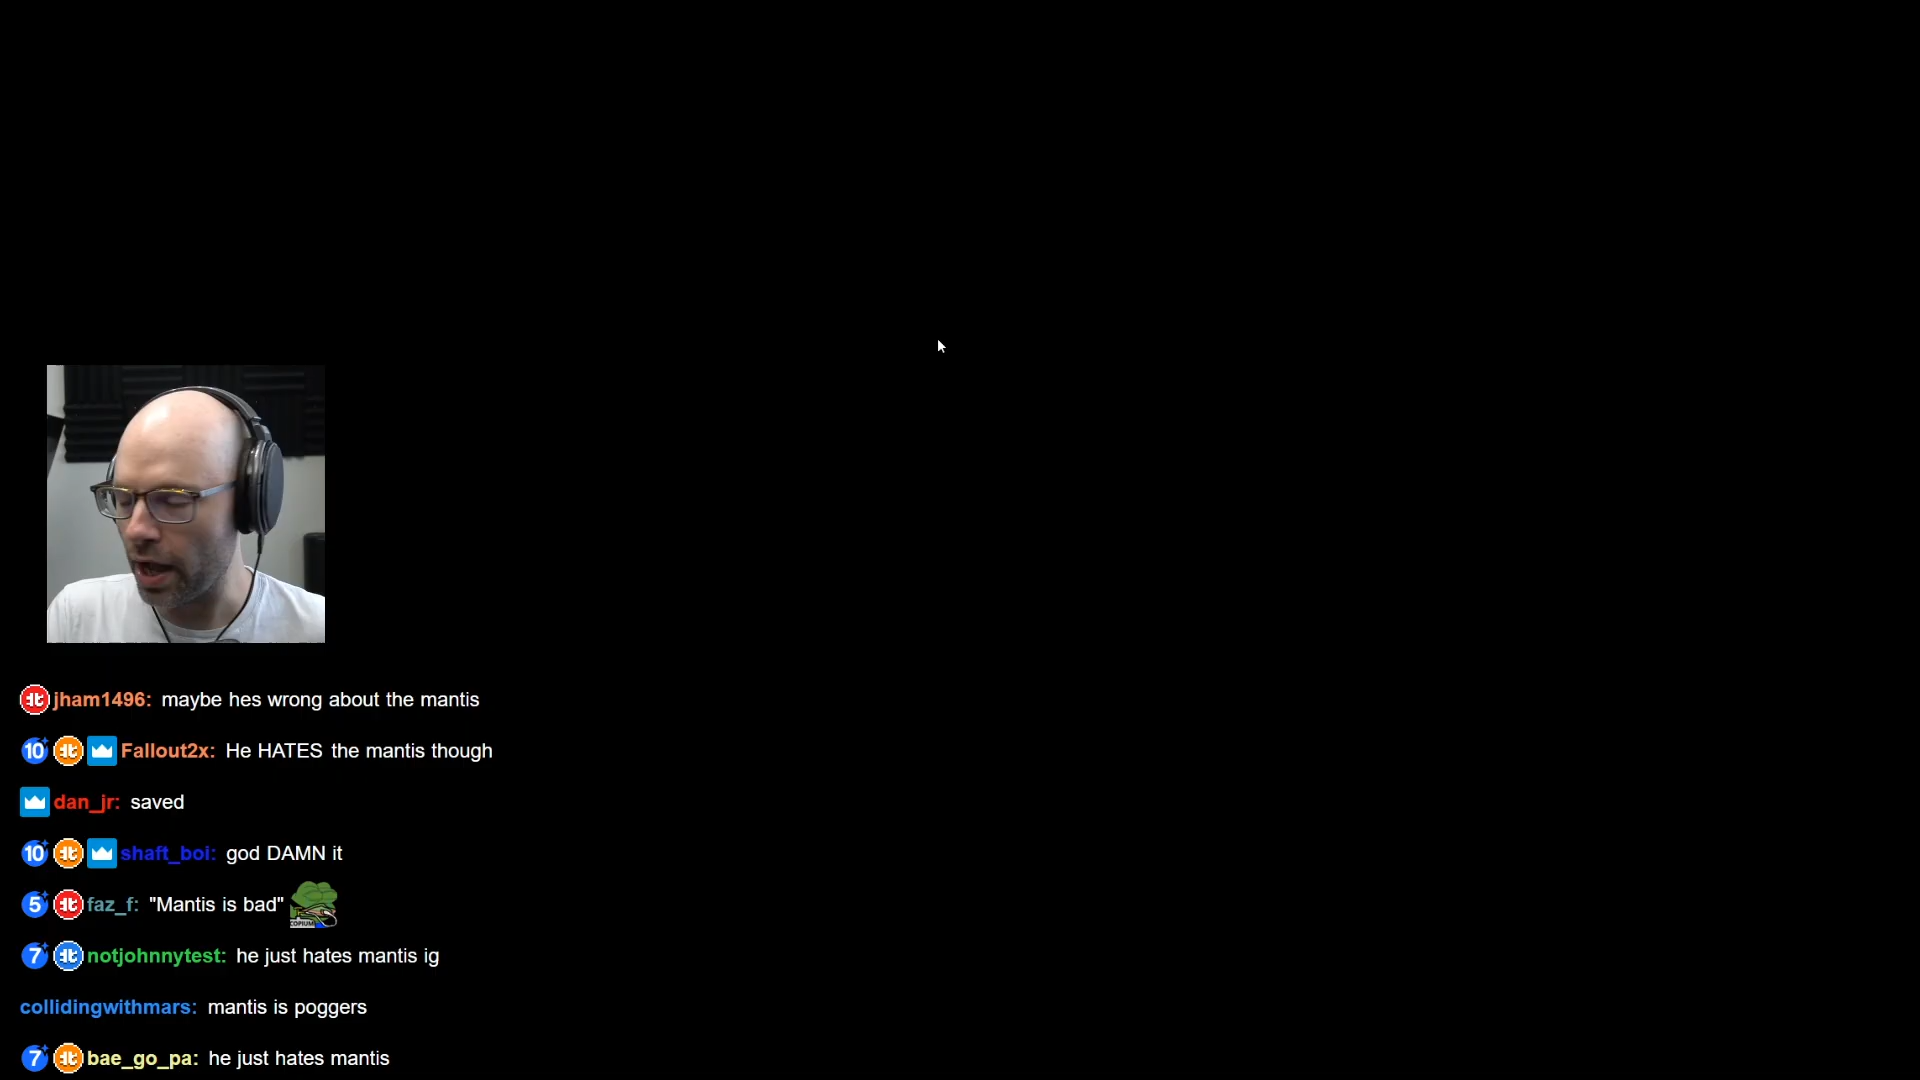 jham1496: maybe hes wrong about the mantis
10 Fallout2x: He HATES the mantis though
dan_jr: saved
10 shaft_boi: god DAMN it
5 faz_f: "Mantis is bad" COPIUM
7 notjohnnytest: he just hates mantis ig
collidingwithmars: mantis is poggers
7 bae_go_pa: he just hates mantis